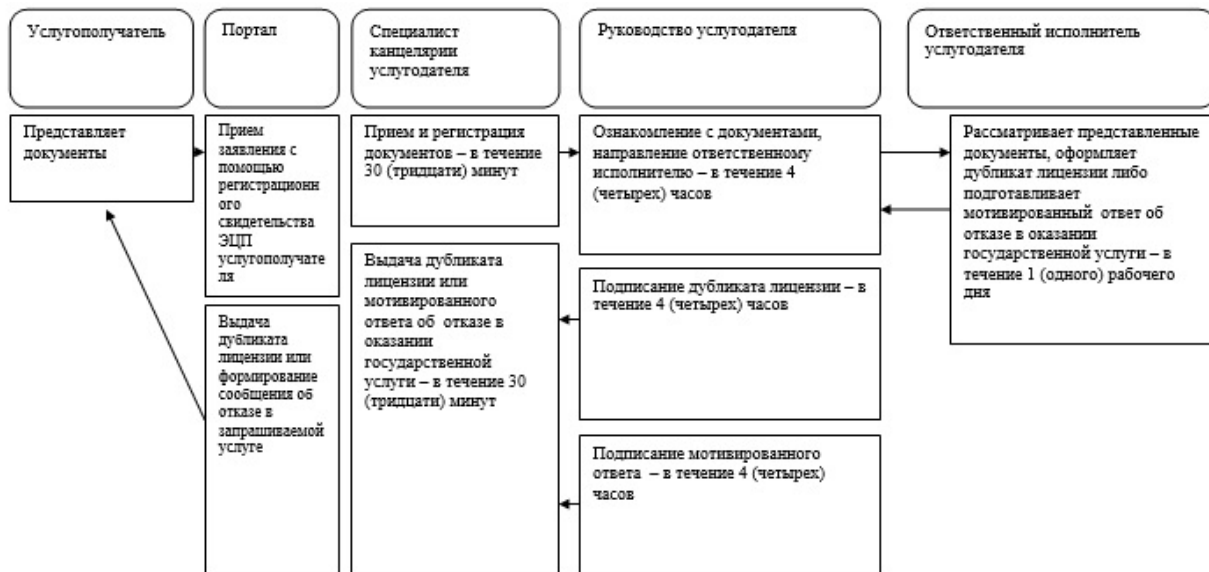 Услугополучатель
Портал
Специалист
канцелярии
услугодателя
Руководство услугодателя
Ответственный исполнитель
услугодателя
Представляет
документы
Прием
заявления с
помощью
регистрационн
ого
свидетельства
ЭЦП
услугополучате
ля
Прием и регистрация
документов – в течение
30 (тридцати) минут
Ознакомление с документами,
направление ответственному
исполнителю – в течение 4
(четырех) часов
Рассматривает представленные
документы, оформляет
дубликат лицензии либо
подготавливает
мотивированный ответ об
отказе в оказании
государственной услуги – в
течение 1 (одного) рабочего
дня
Выдача
дубликата
лицензии или
формирование
сообщения об
отказе в
запрашиваемой
услуге
Выдача дубликата
лицензии или
мотивированного
ответа об отказе в
оказании
государственной
услуги – в течение 30
(тридцати) минут
Подписание дубликата лицензии – в
течение 4 (четырех) часов
Подписание мотивированного
ответа – в течение 4 (четырех)
часов